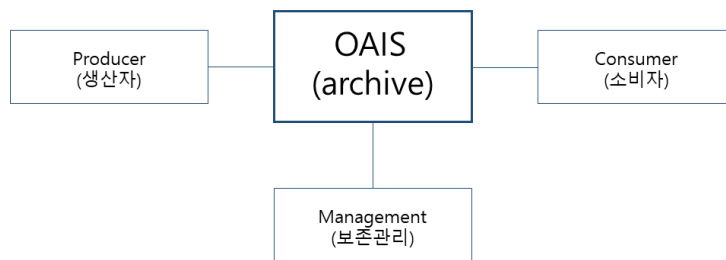 Producer
(생산자)
OAIS
(archive)
Consumer
(소비자)
Management
(보존관리)